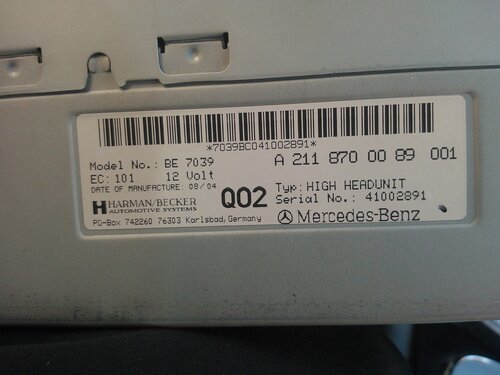 *7039BC041002891*
Model No.: BE 7039
A 211 870 00 89 001
EC: 101 12 Volt
DATE OF MANUFACTURE: 08/04
Q02
Typ: HIGH HEADUNIT
HARMAN/BECKER
AUTOMOTIVE SYSTEMS
Serial No.: 41002891
PO-Box 742260 76303 Karlsbad, Germany
Mercedes-Benz